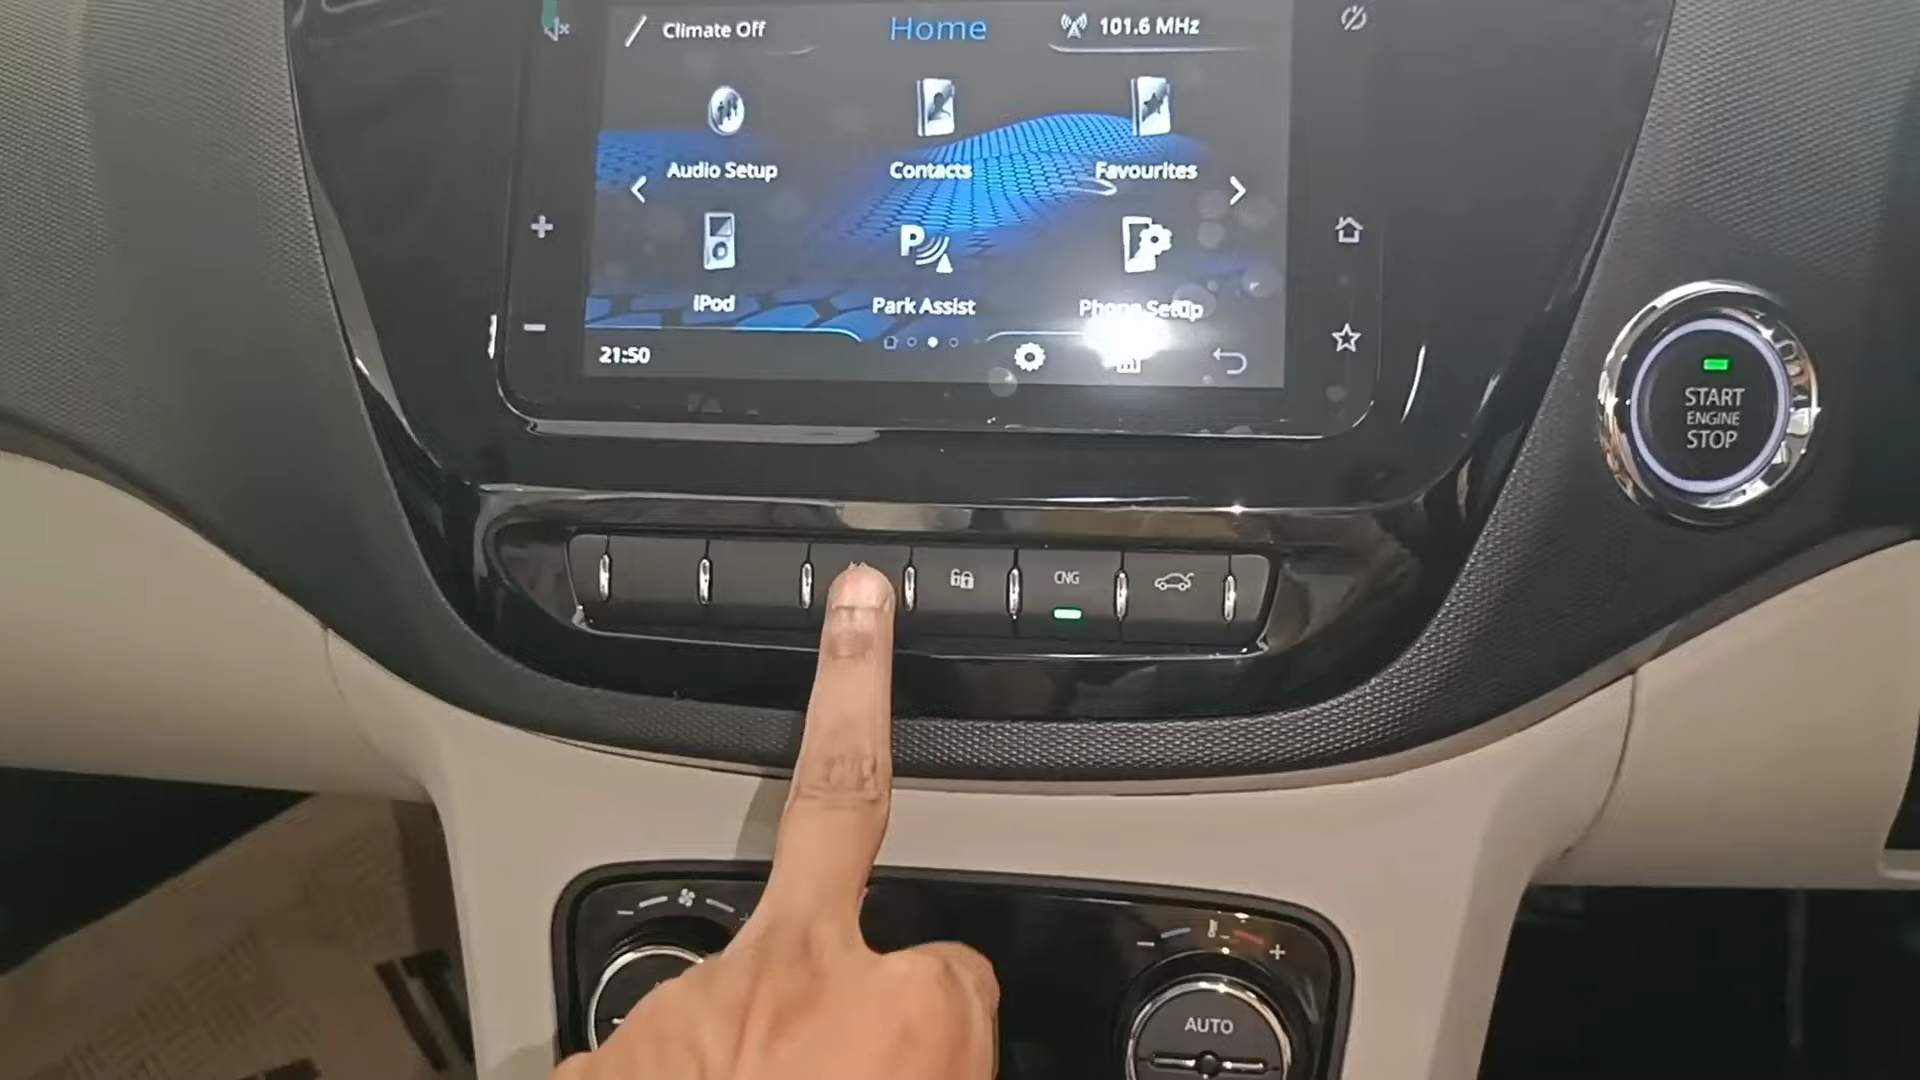 Climate Off
Home
101.6 MHz
Audio Setup
Contacts
Favourites
iPod
P
Park Assist
Phone Setup
21:50
START
ENGINE
STOP
CNG
AUTO